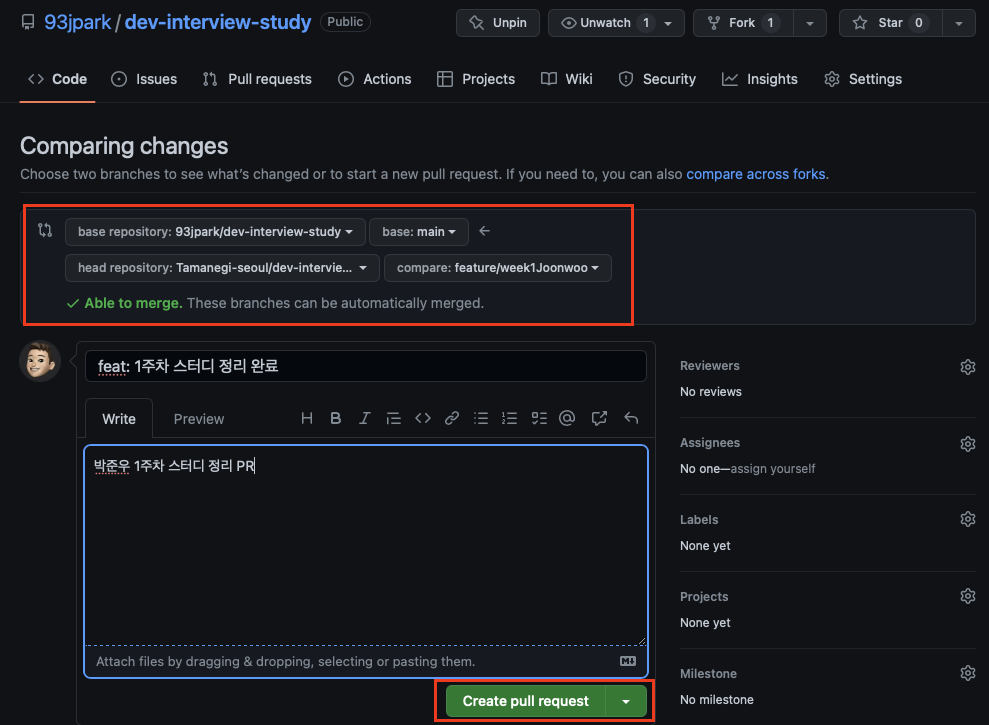 93jpark / dev-interview-study Public Unpin Unwatch 1 Fork 1 Star 0
Code Issues Pull requests Actions Projects Wiki Security Insights Settings
Comparing changes
Choose two branches to see what's changed or to start a new pull request. If you need to, you can also compare across forks.
base repository: 93jpark/dev-interview-study base: main
head repository: Tamanegi-seoul/dev-intervie... compare: feature/week1Joonwoo
Able to merge. These branches can be automatically merged.
feat: 1주차 스터디 정리 완료
Write Preview
박준우 1주차 스터디 정리 PR
Attach files by dragging & dropping, selecting or pasting them.
Create pull request
Reviewers
No reviews
Assignees
No one—assign yourself
Labels
None yet
Projects
None yet
Milestone
No milestone